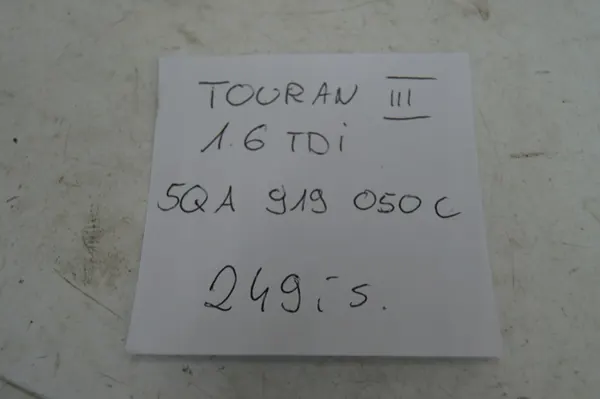 TOURAN III
1.6 TDi
5QA 919 050 C
249,- s.